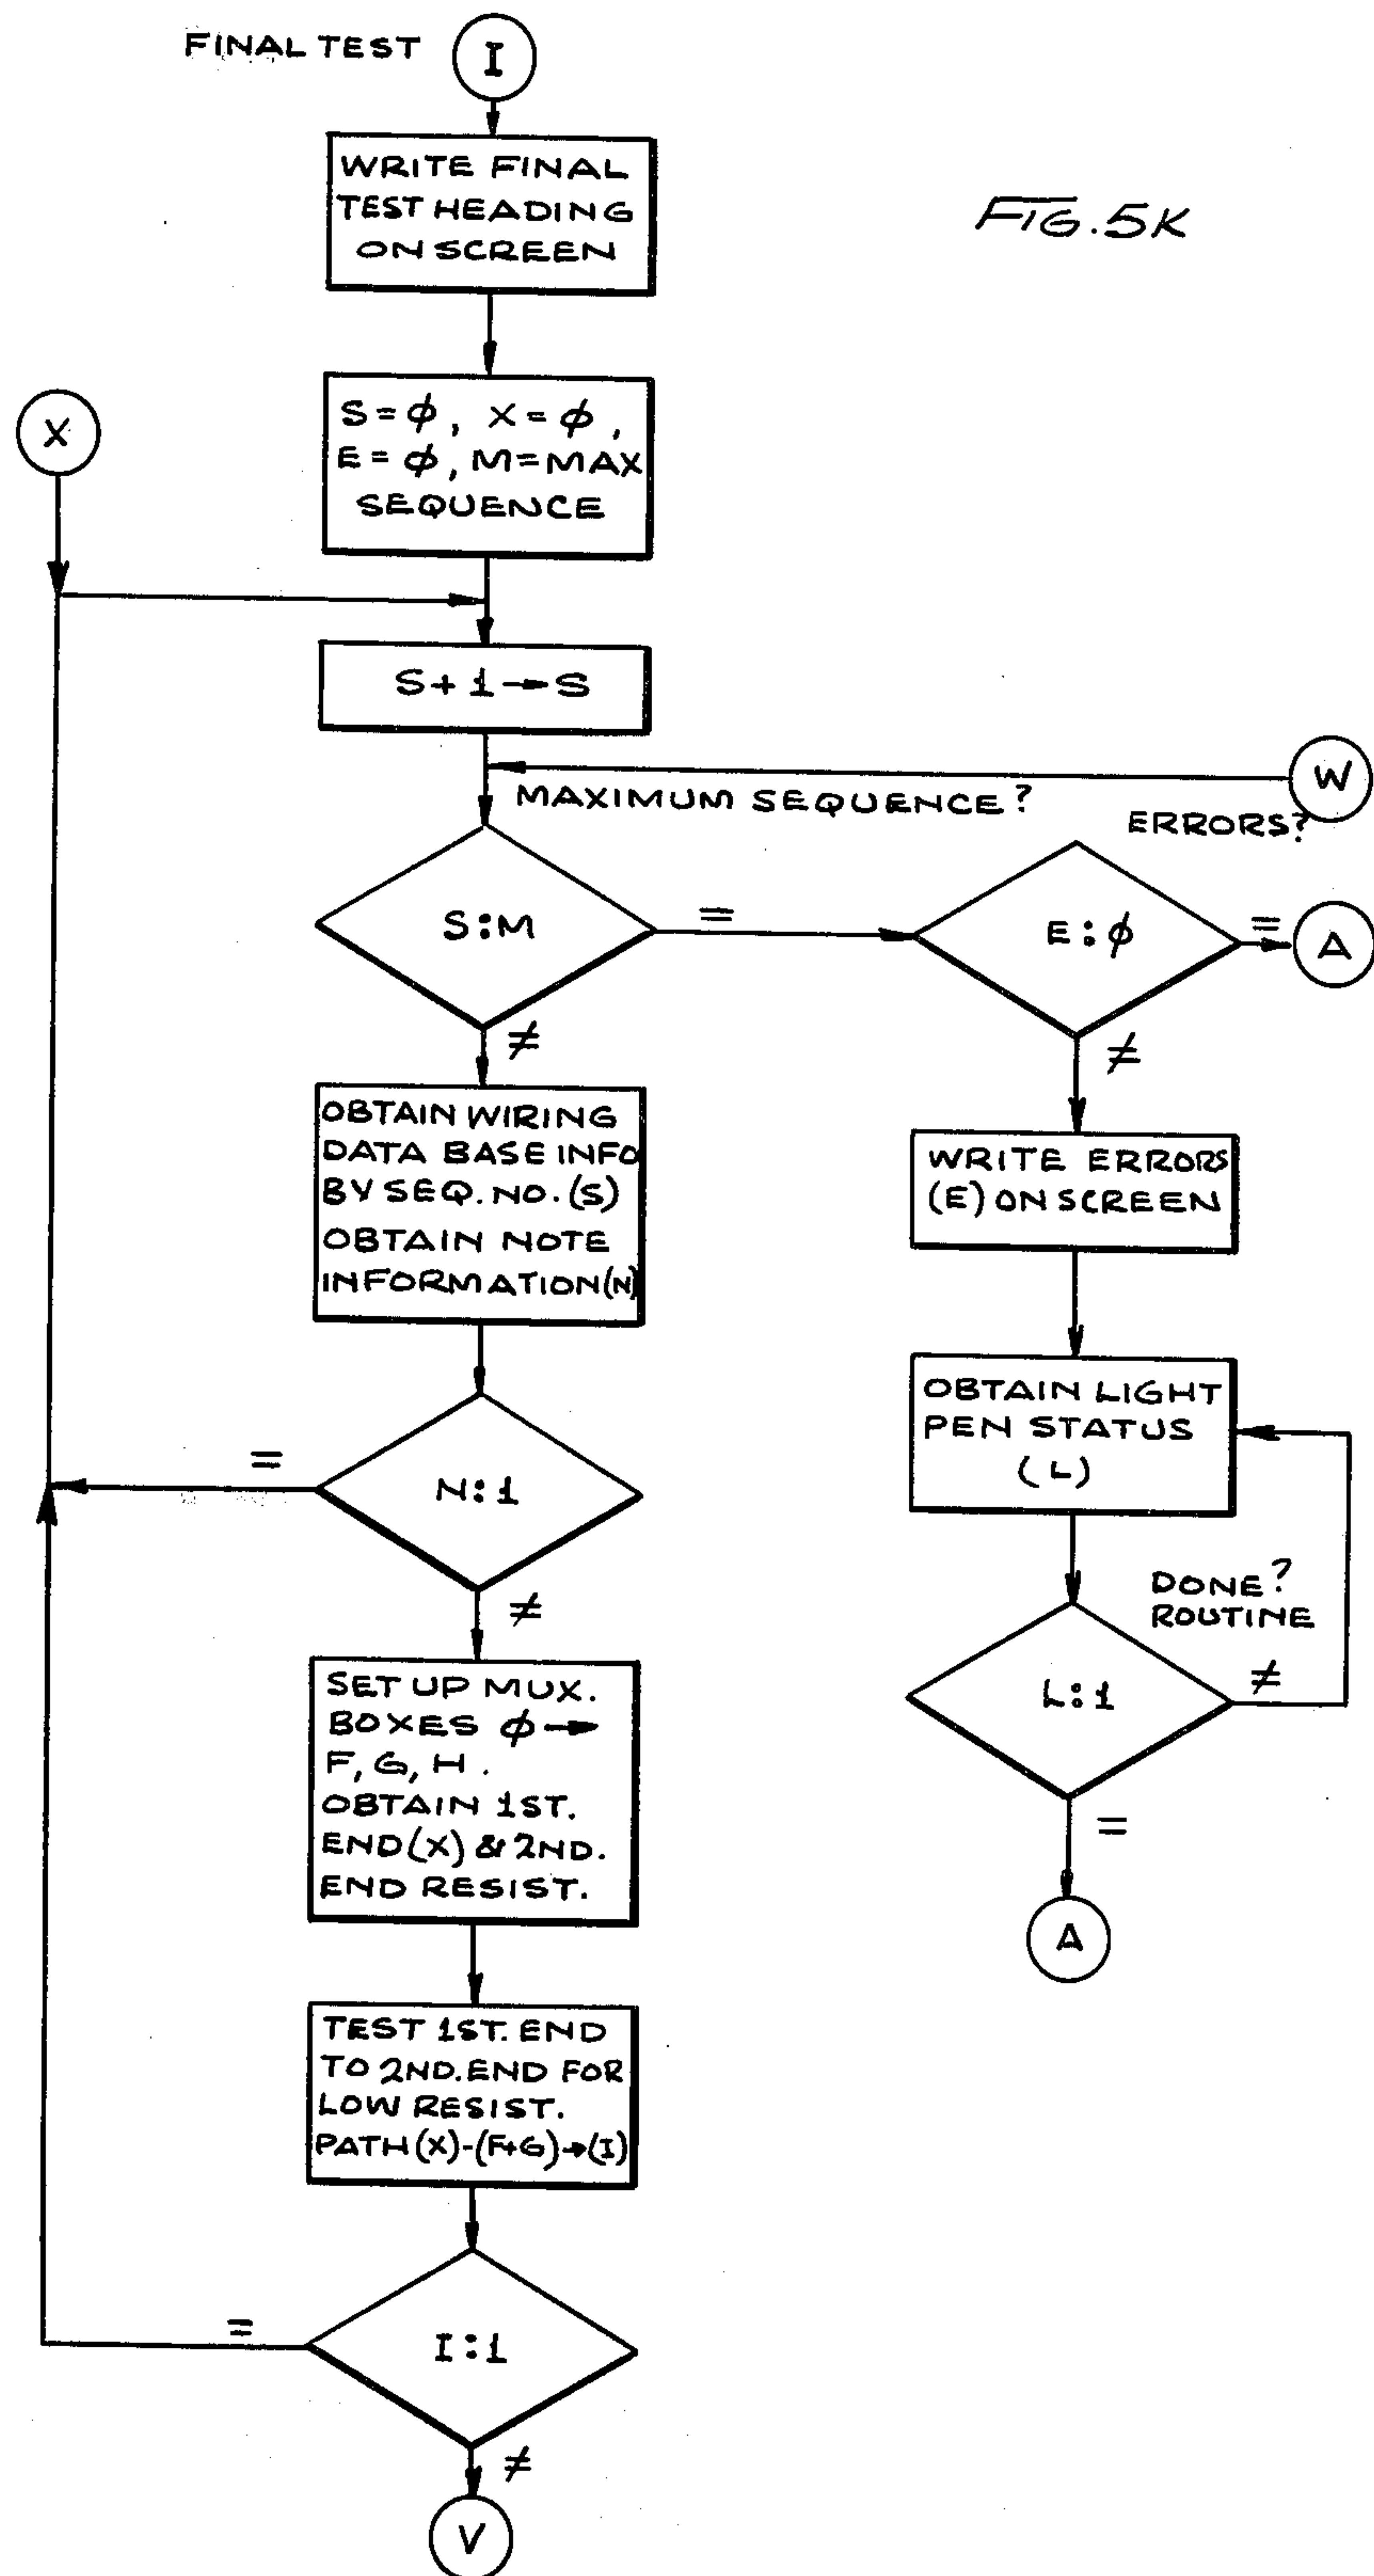 FINAL TEST
I
WRITE FINAL
TEST HEADING
ON SCREEN
FIG. 5K
X
S = ϕ, X = ϕ,
E = ϕ, M = MAX
SEQUENCE
S + 1 → S
W
MAXIMUM SEQUENCE?
ERRORS?
S : M
=
E : ϕ
=
A
≠
≠
OBTAIN WIRING
DATA BASE INFO
BY SEQ. NO. (S)
OBTAIN NOTE
INFORMATION (N)
WRITE ERRORS
(E) ON SCREEN
OBTAIN LIGHT
PEN STATUS
(L)
=
N : 1
≠
DONE?
ROUTINE
L : 1
≠
=
A
SET UP MUX.
BOXES ϕ →
F, G, H.
OBTAIN 1ST.
END (X) & 2ND.
END RESIST.
TEST 1ST. END
TO 2ND. END FOR
LOW RESIST.
PATH (X) - (F+G) → (I)
=
I : 1
≠
V